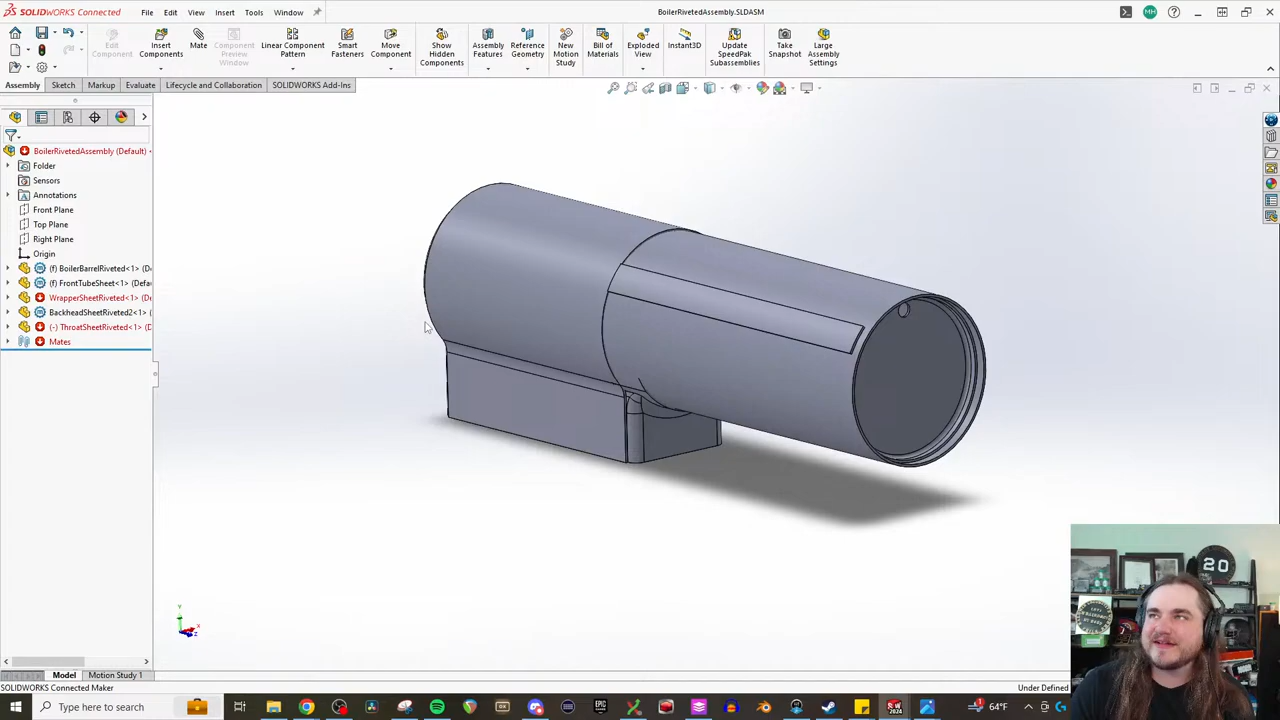 SOLIDWORKS Connected
File
Edit
View
Insert
Tools
Window
BoilerRivetedAssembly.SLDASM
MH
Edit Component
Insert Components
Mate
Component Preview Window
Linear Component Pattern
Smart Fasteners
Move Component
Show Hidden Components
Assembly Features
Reference Geometry
New Motion Study
Bill of Materials
Exploded View
Instant3D
Update SpeedPak Subassemblies
Take Snapshot
Large Assembly Settings
Assembly
Sketch
Markup
Evaluate
Lifecycle and Collaboration
SOLIDWORKS Add-Ins
BoilerRivetedAssembly (Default)
Folder
Sensors
Annotations
Front Plane
Top Plane
Right Plane
Origin
(f) BoilerBarrelRiveted<1> (D
(f) FrontTubeSheet<1> (Defa
WrapperSheetRiveted<1> (D
BackheadSheetRiveted2<1> (
(-) ThroatSheetRiveted<1> (D
Mates
Y
X
Z
20
Model
Motion Study 1
SOLIDWORKS Connected Maker
Under Defined
Type here to search
SW
2024
64°F